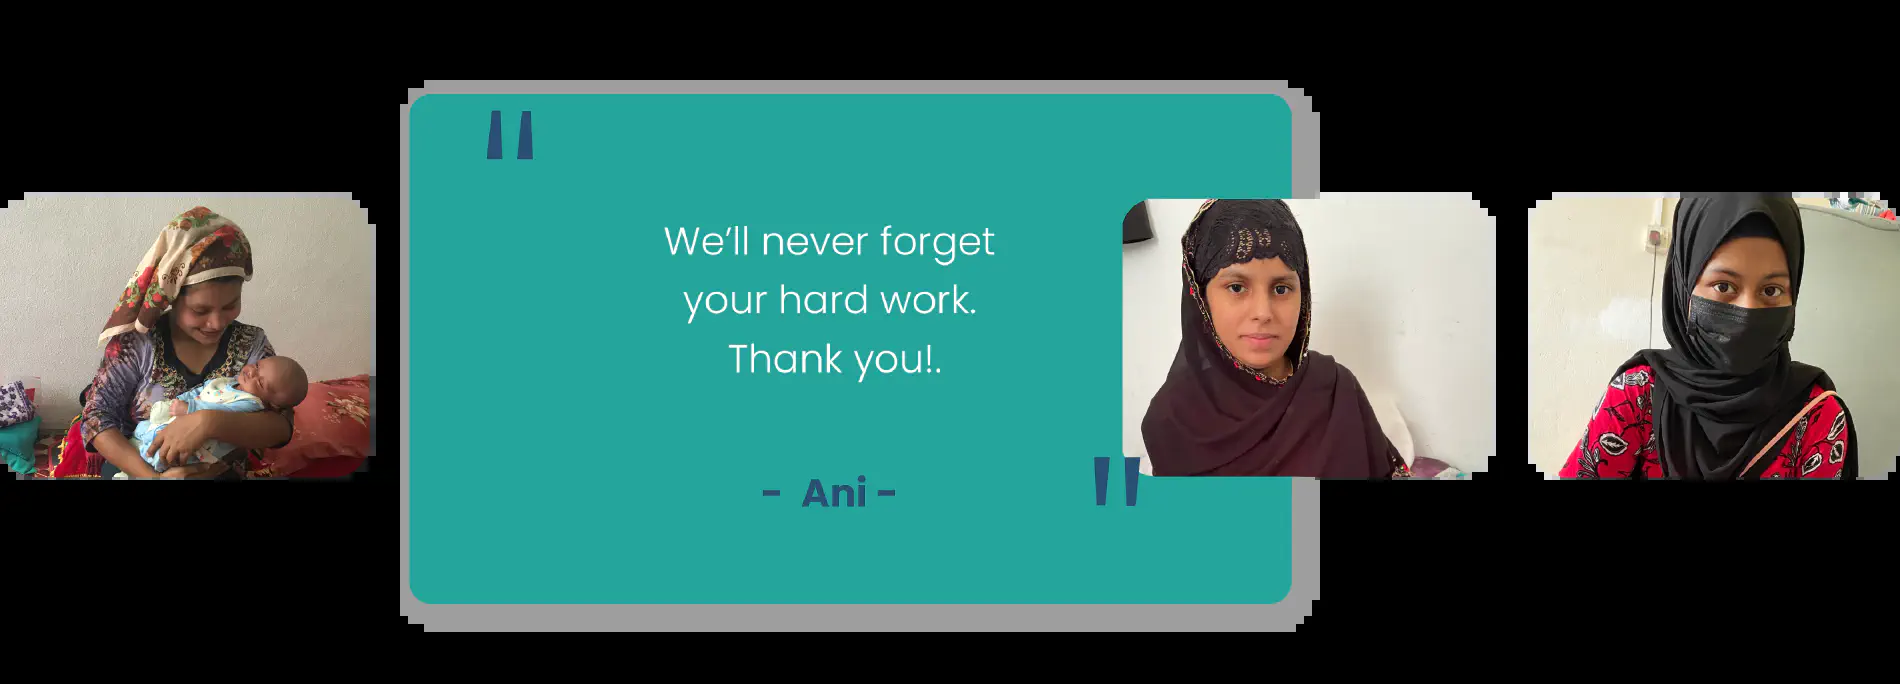 "
We’ll never forget
your hard work.
Thank you!.
- Ani -
"